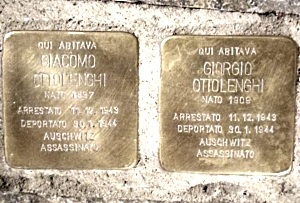 QUI ABITAVA
GIACOMO
OTTOLENGHI
NATO 1897
ARRESTATO 11.12.1943
DEPORTATO 30.1.1944
AUSCHWITZ
ASSASSINATO
QUI ABITAVA
GIORGIO
OTTOLENGHI
NATO 1909
ARRESTATO 11.12.1943
DEPORTATO 30.1.1944
AUSCHWITZ
ASSASSINATO